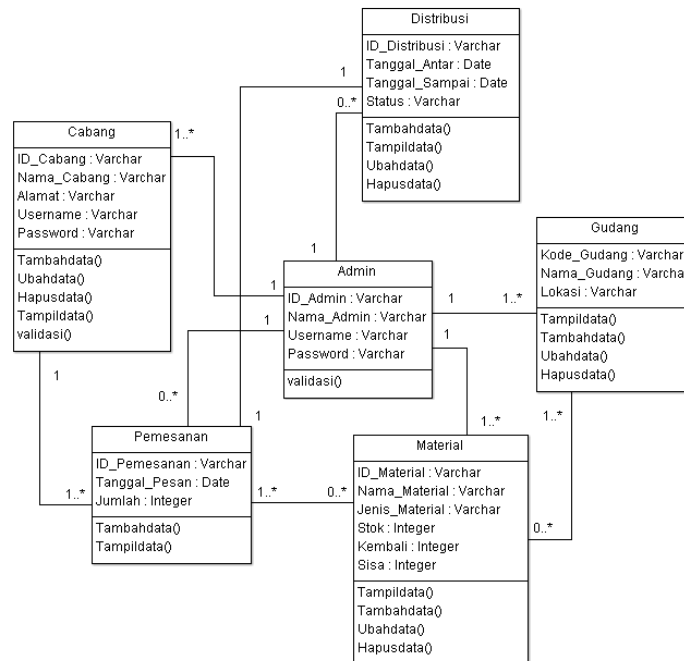 Distribusi
ID_Distribusi : Varchar
Tanggal_Antar : Date
Tanggal_Sampai : Date
Status : Varchar
Tambahdata()
Tampildata()
Ubahdata()
Hapusdata()
1
0..*
Cabang
ID_Cabang : Varchar
Nama_Cabang : Varchar
Alamat : Varchar
Username : Varchar
Password : Varchar
Tambahdata()
Ubahdata()
Hapusdata()
Tampildata()
validasi()
1..*
1
1
Gudang
Kode_Gudang : Varchar
Nama_Gudang : Varcha
Lokasi : Varchar
Tampildata()
Tambahdata()
Ubahdata()
Hapusdata()
Admin
ID_Admin : Varchar
Nama_Admin : Varchar
Username : Varchar
Password : Varchar
validasi()
1
1..*
1
1
1
0..*
1
1..*
1..*
Pemesanan
ID_Pemesanan : Varchar
Tanggal_Pesan : Date
Jumlah : Integer
Tambahdata()
Tampildata()
1..*
1..*
0..*
0..*
Material
ID_Material : Varchar
Nama_Material : Varchar
Jenis_Material : Varchar
Stok : Integer
Kembali : Integer
Sisa : Integer
Tampildata()
Tambahdata()
Ubahdata()
Hapusdata()